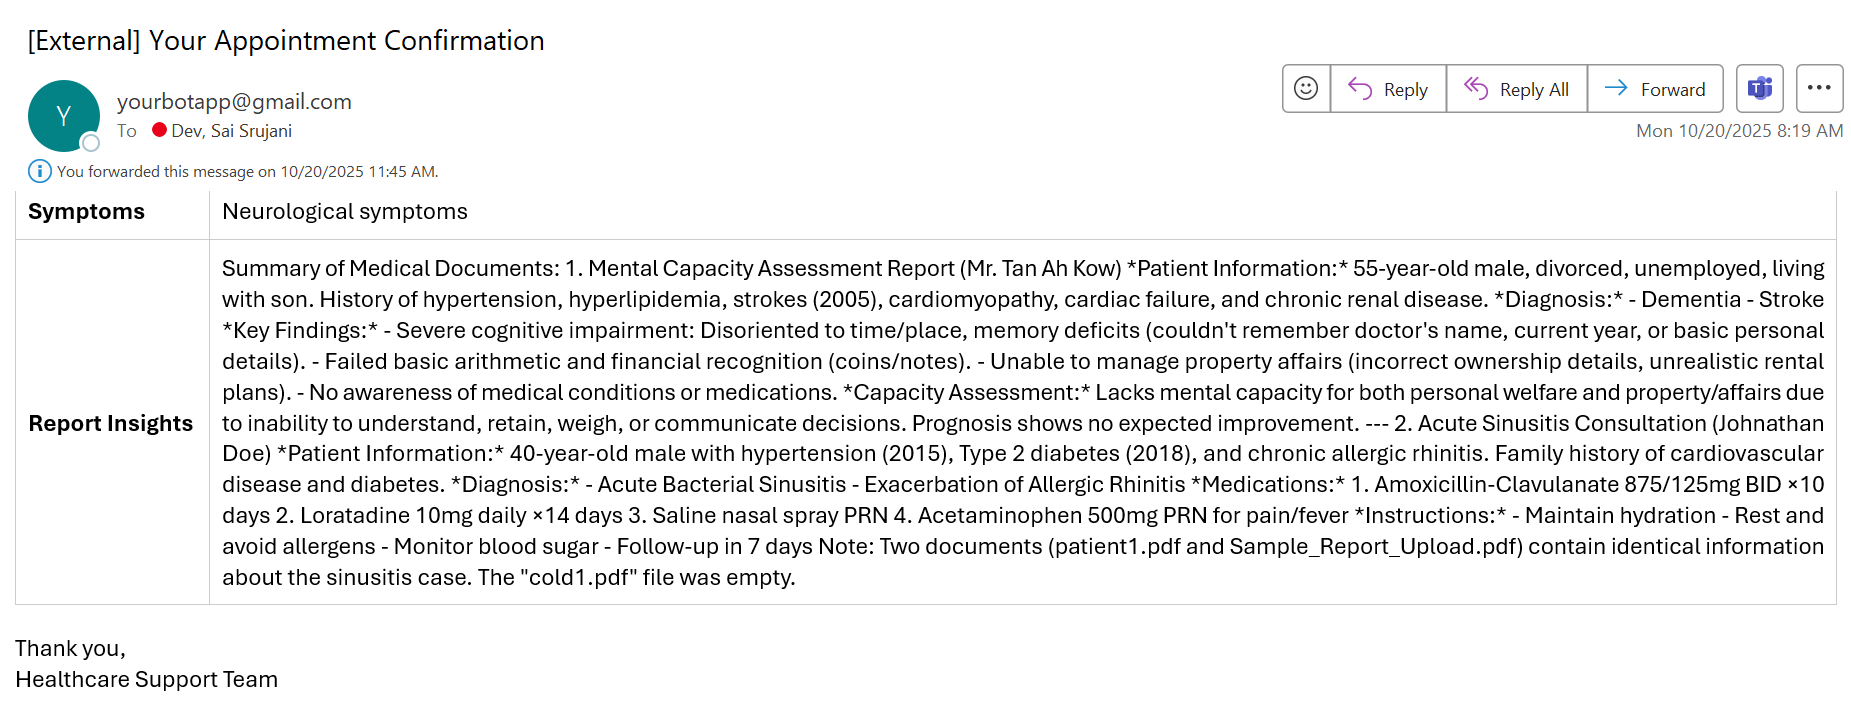 [External] Your Appointment Confirmation
Y
yourbotapp@gmail.com
To Dev, Sai Srujani
Reply
Reply All
Forward
Mon 10/20/2025 8:19 AM
You forwarded this message on 10/20/2025 11:45 AM.
Symptoms
Neurological symptoms
Report Insights
Summary of Medical Documents: 1. Mental Capacity Assessment Report (Mr. Tan Ah Kow) *Patient Information:* 55-year-old male, divorced, unemployed, living
with son. History of hypertension, hyperlipidemia, strokes (2005), cardiomyopathy, cardiac failure, and chronic renal disease. *Diagnosis:* - Dementia - Stroke
*Key Findings:* - Severe cognitive impairment: Disoriented to time/place, memory deficits (couldn't remember doctor's name, current year, or basic personal
details). - Failed basic arithmetic and financial recognition (coins/notes). - Unable to manage property affairs (incorrect ownership details, unrealistic rental
plans). - No awareness of medical conditions or medications. *Capacity Assessment:* Lacks mental capacity for both personal welfare and property/affairs due
to inability to understand, retain, weigh, or communicate decisions. Prognosis shows no expected improvement. --- 2. Acute Sinusitis Consultation (Johnathan
Doe) *Patient Information:* 40-year-old male with hypertension (2015), Type 2 diabetes (2018), and chronic allergic rhinitis. Family history of cardiovascular
disease and diabetes. *Diagnosis:* - Acute Bacterial Sinusitis - Exacerbation of Allergic Rhinitis *Medications:* 1. Amoxicillin-Clavulanate 875/125mg BID ×10
days 2. Loratadine 10mg daily ×14 days 3. Saline nasal spray PRN 4. Acetaminophen 500mg PRN for pain/fever *Instructions:* - Maintain hydration - Rest and
avoid allergens - Monitor blood sugar - Follow-up in 7 days Note: Two documents (patient1.pdf and Sample_Report_Upload.pdf) contain identical information
about the sinusitis case. The "cold1.pdf" file was empty.
Thank you,
Healthcare Support Team